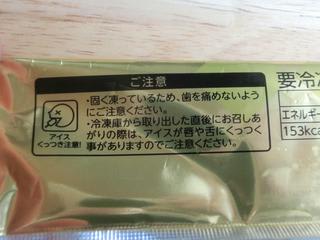 ご注意
・固く凍っているため、歯を痛めないよう
にご注意ください。
・冷凍庫から取り出した直後にお召しあ
がりの際は、アイスが唇や舌にくっつく
事がありますのでご注意ください。
アイス
くっつき注意!
要冷凍
エネルギー
153kca